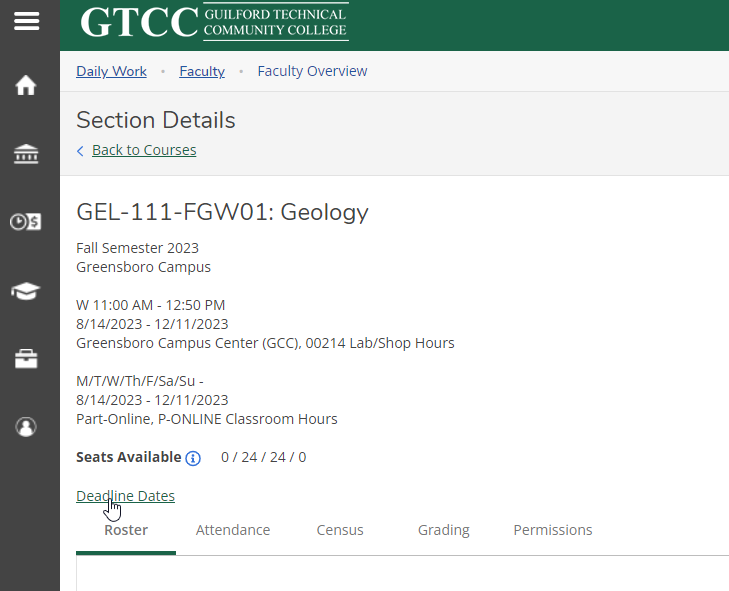 GTCC GUILFORD TECHNICAL
COMMUNITY COLLEGE
Daily Work • Faculty • Faculty Overview
Section Details
< Back to Courses
GEL-111-FGW01: Geology
Fall Semester 2023
Greensboro Campus
W 11:00 AM - 12:50 PM
8/14/2023 - 12/11/2023
Greensboro Campus Center (GCC), 00214 Lab/Shop Hours
M/T/W/Th/F/Sa/Su -
8/14/2023 - 12/11/2023
Part-Online, P-ONLINE Classroom Hours
Seats Available i 0 / 24 / 24 / 0
Deadline Dates
Roster Attendance Census Grading Permissions